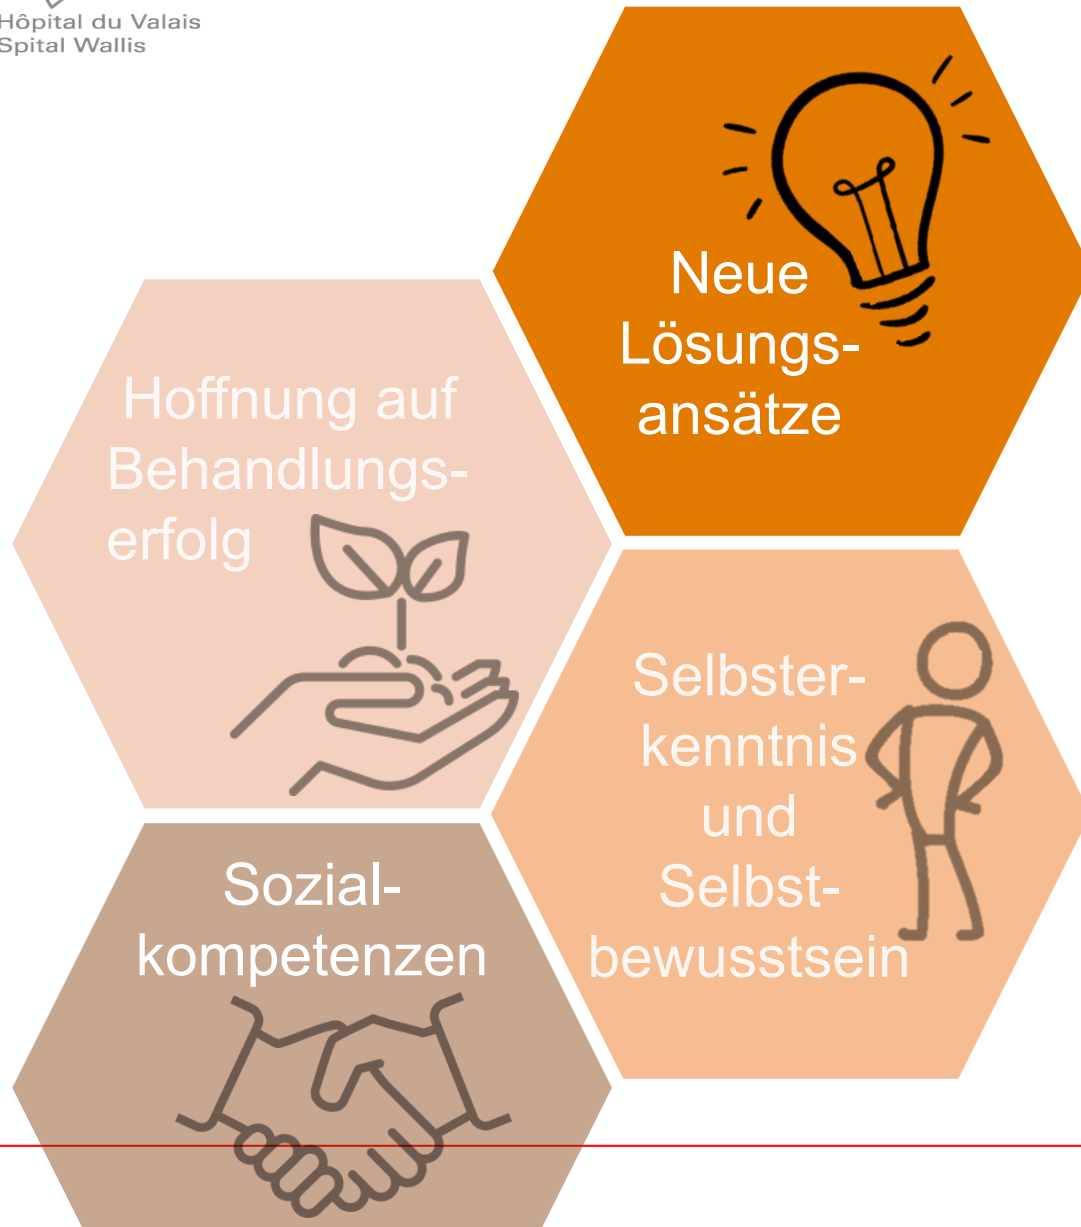 Hôpital du Valais
Spital Wallis
Neue
Lösungs-
ansätze
Hoffnung auf
Behandlungs-
erfolg
Selbster-
kenntnis
und
Selbst-
bewusstsein
Sozial-
kompetenzen